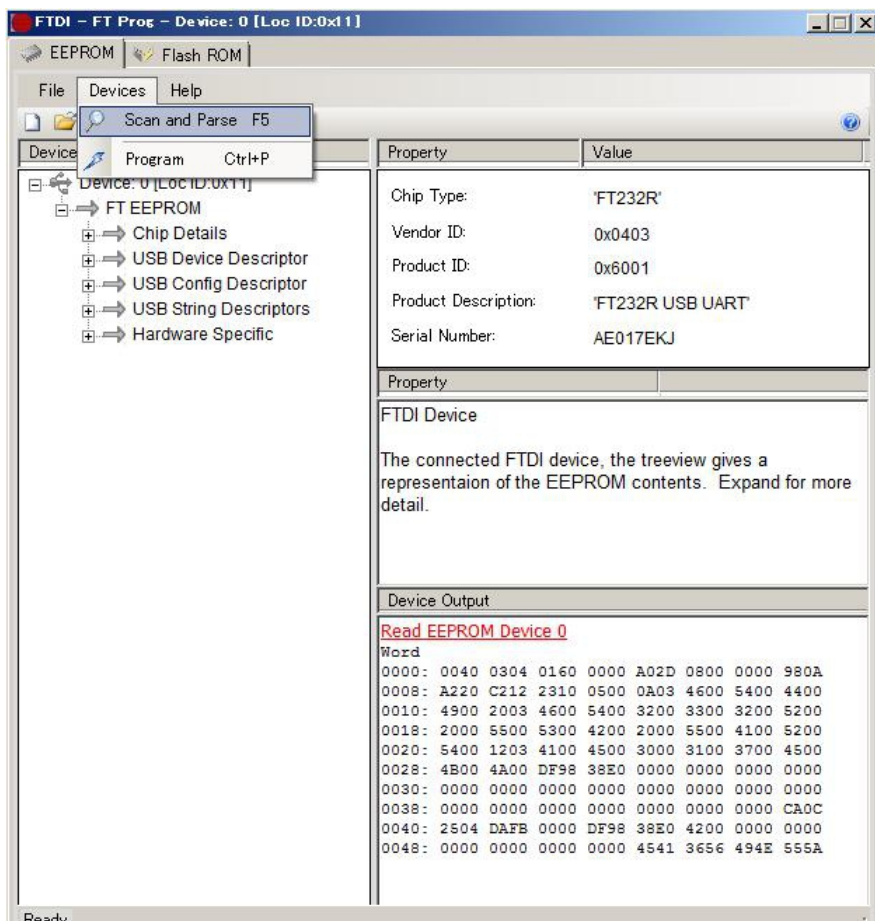 FTDI - FT Prog - Device: 0 [Loc ID:0x11]
EEPROM Flash ROM
File Devices Help
Scan and Parse F5
Program Ctrl+P
Device
Property Value
Device: 0 [Loc ID:0x11]
FT EEPROM
Chip Details
USB Device Descriptor
USB Config Descriptor
USB String Descriptors
Hardware Specific
Chip Type: 'FT232R'
Vendor ID: 0x0403
Product ID: 0x6001
Product Description: 'FT232R USB UART'
Serial Number: AE017EKJ
Property
FTDI Device
The connected FTDI device, the treeview gives a
representaion of the EEPROM contents. Expand for more
detail.
Device Output
Read EEPROM Device 0
Word
0000: 0040 0304 0160 0000 A02D 0800 0000 980A
0008: A220 C212 2310 0500 0A03 4600 5400 4400
0010: 4900 2003 4600 5400 3200 3300 3200 5200
0018: 2000 5500 5300 4200 2000 5500 4100 5200
0020: 5400 1203 4100 4500 3000 3100 3700 4500
0028: 4B00 4A00 DF98 38E0 0000 0000 0000 0000
0030: 0000 0000 0000 0000 0000 0000 0000 0000
0038: 0000 0000 0000 0000 0000 0000 0000 CA0C
0040: 2504 DAFB 0000 DF98 38E0 4200 0000 0000
0048: 0000 0000 0000 0000 4541 3656 494E 555A
Ready